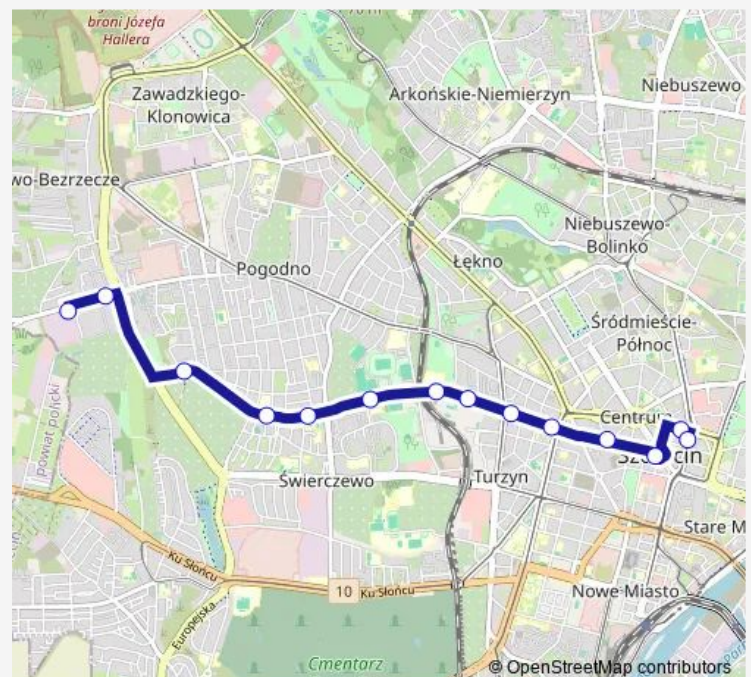 broni Józefa
Hallera
Zawadzkiego-
Klonowica
Arkońskie-Niemierzyn
Niebuszewo
wo-Bezrzecze
Niebuszewo-
Bolinko
Pogodno
Łękno
Śródmieście-
Północ
Centrum
Szczecin
powiat policki
Świerczewo
Turzyn
Stare M
Ku Słońcu
10
Ku Słońcu
Nowe Miasto
Europejska
Cmentarz
© OpenStreetMap contributors